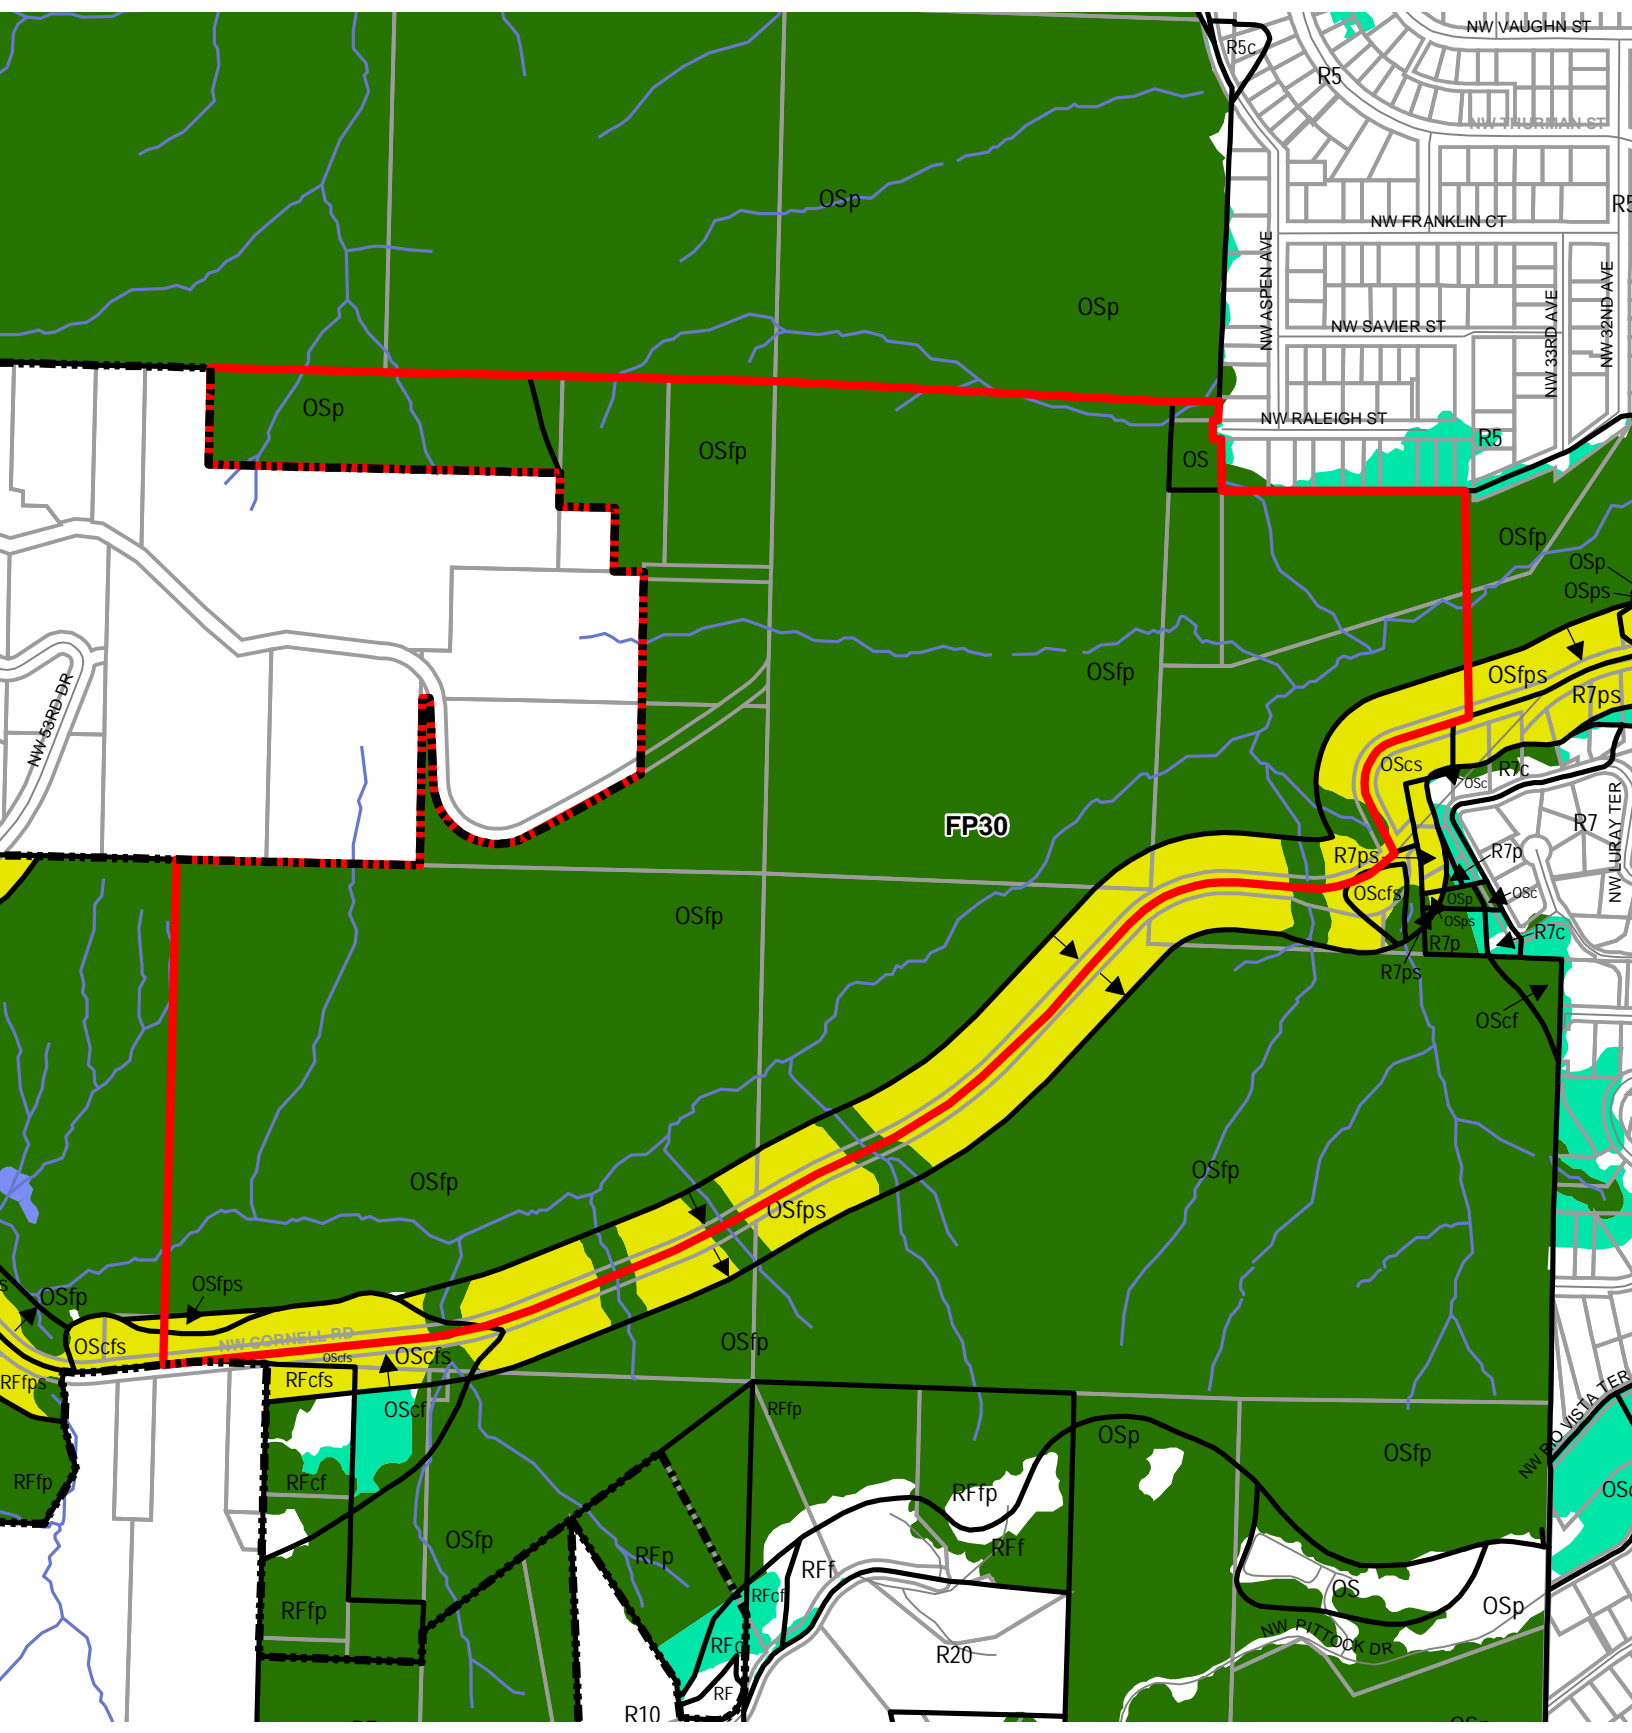 NW VAUGHN ST
R5c
R5
NW THURMAN ST
OSp
R5
NW FRANKLIN CT
NW ASPEN AVE
NW 33RD AVE
NW 32ND AVE
OSp
NW SAVIER ST
OSp
NW RALEIGH ST
R5
OSfp
OS
OSfp
OSp
OSps
OSfp
OSfps
R7ps
NW 53RD DR
OScs
R7c
OSc
NW LURAY TER
FP30
R7
R7ps
R7p
OScfs
OSc
OSp
OSfp
OSps
R7c
R7p
R7ps
OScf
OSfp
OSfp
OSfps
OSfps
s
OSfp
NW CORNELL RD
OScfs
OScfs
OScfs
OSfp
RFfps
RFcfs
NW RIO VISTA TER
OScf
RFfp
OSp
OSfp
RFfp
RFcf
RFfp
OSc
OSfp
RFp
RFf
RFf
RFcf
OS
RFfp
OSp
NW PITTOCK DR
RFc
R20
RF
R10